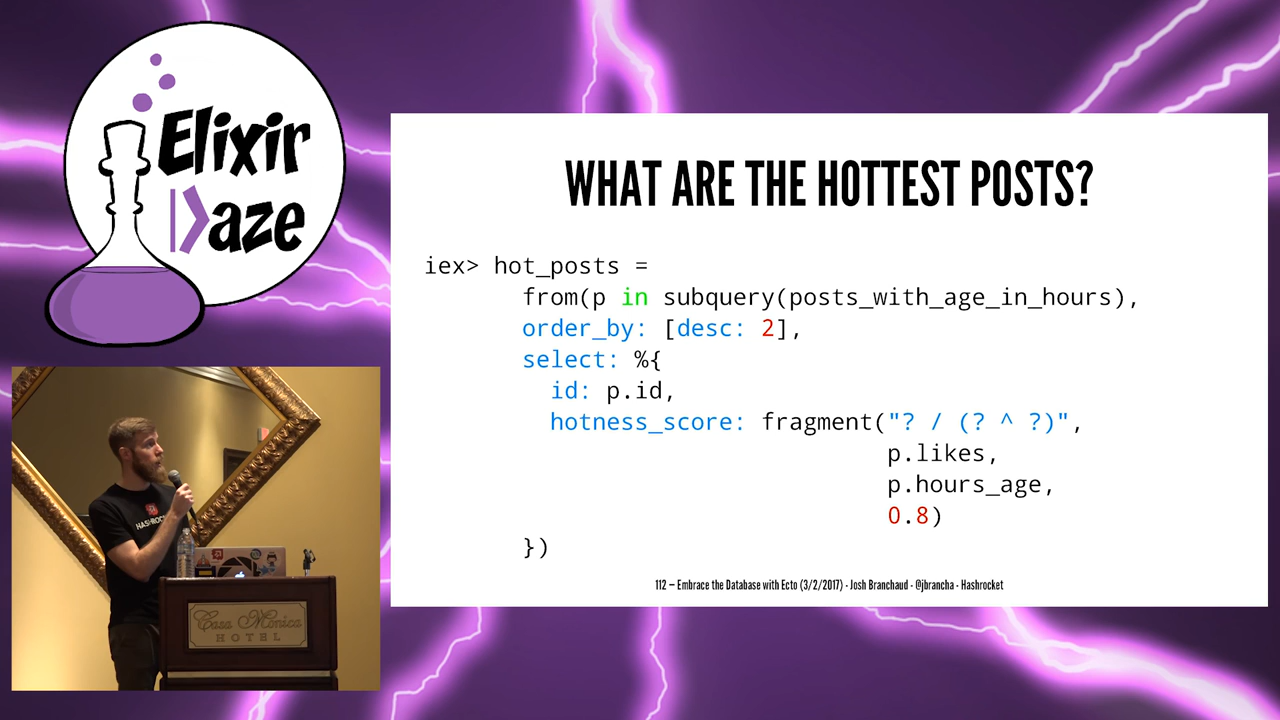 Elixir
Daze
WHAT ARE THE HOTTEST POSTS?
iex> hot_posts =
from(p in subquery(posts_with_age_in_hours),
order_by: [desc: 2],
select: %{
id: p.id,
hotness_score: fragment("? / (? ^ ?)",
p.likes,
p.hours_age,
0.8)
})
112 — Embrace the Database with Ecto (3/2/2017) - Josh Branchaud - @jbrancha - Hashrocket
Casa Monica
HOTEL